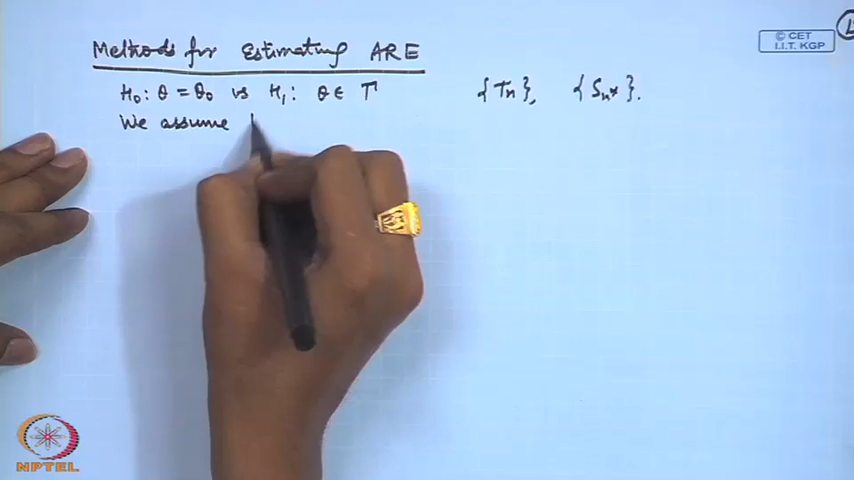 Methods for Estimating ARE
H₀: θ = θ₀ vs H₁: θ ∈ Γ {Tₙ}, {Sₙ*}.
We assume
© CET
I.I.T. KGP
NPTEL